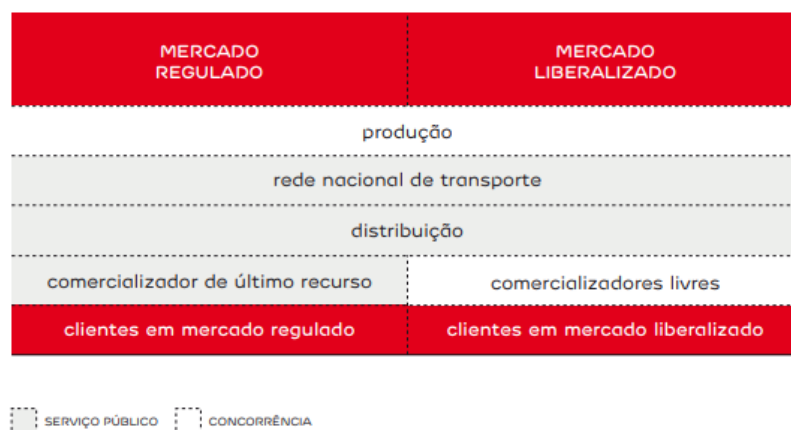 MERCADO
REGULADO
MERCADO
LIBERALIZADO
produção
rede nacional de transporte
distribuição
comercializador de último recurso
comercializadores livres
clientes em mercado regulado
clientes em mercado liberalizado
SERVIÇO PÚBLICO
CONCORRÊNCIA